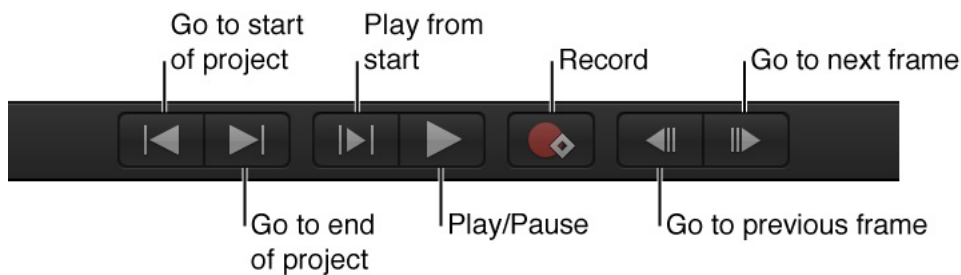 Go to start
of project
Play from
start
Record
Go to next frame
Go to end
of project
Play/Pause
Go to previous frame